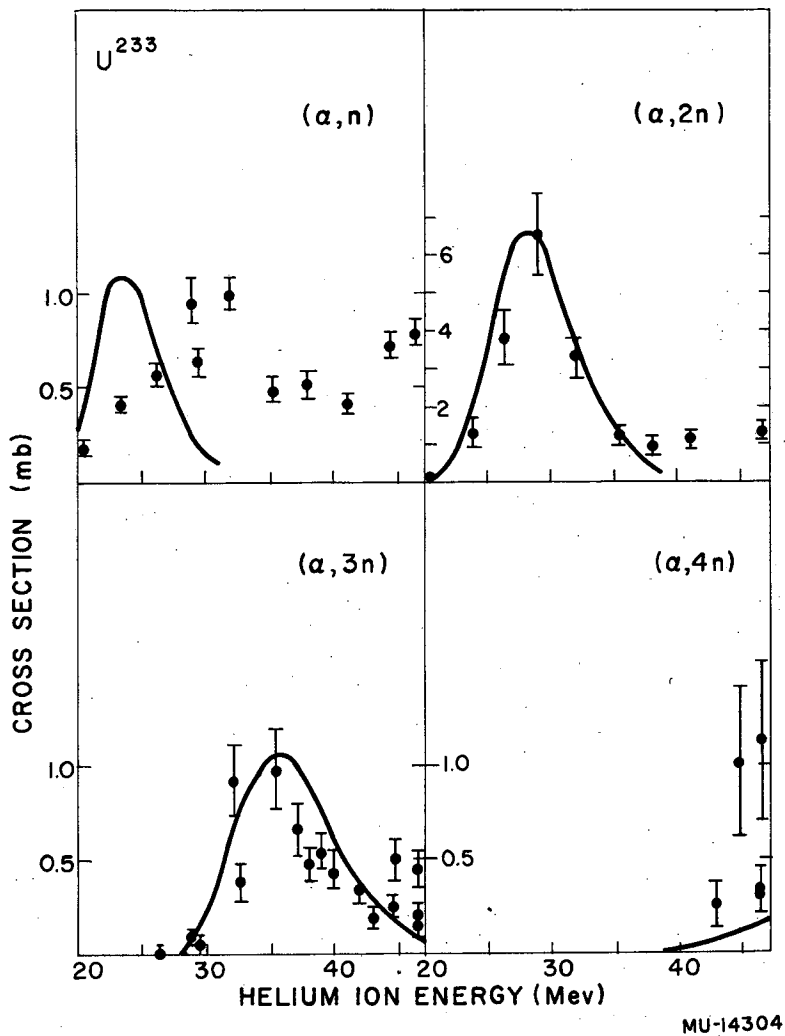 U²³³
(α,n)
(α,2n)
1.0
0.5
6
4
2
CROSS SECTION (mb)
(α,3n)
(α,4n)
1.0
0.5
1.0
0.5
20
30
40
20
30
40
HELIUM ION ENERGY (Mev)
MU-14304